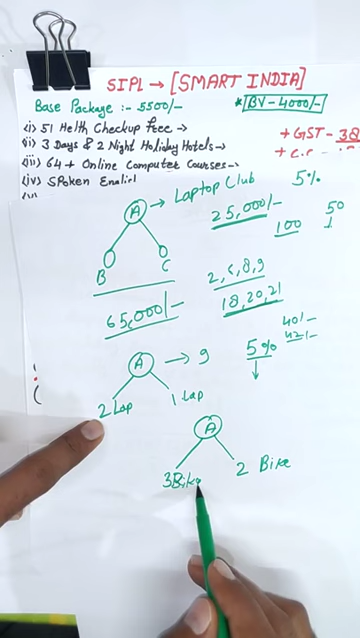 SIPL → [SMART INDIA]
Base Package :- 5500/- * BV - 4000/-
(i) 51 Helth Checkup free →
(ii) 3 Days & 2 Night Holiday Hotels →
(iii) 64 + Online Computer Courses →
(iv) Spoken
+ GST - 38
+ C.C -
A → Laptop Club 5%
25,000/-
100 50
1
B C
2,6,8,9
18,20,21
65,000/-
40/-
42/-
A → 9 5%
2 Lap 1 Lap
A
3 Bike 2 Bike